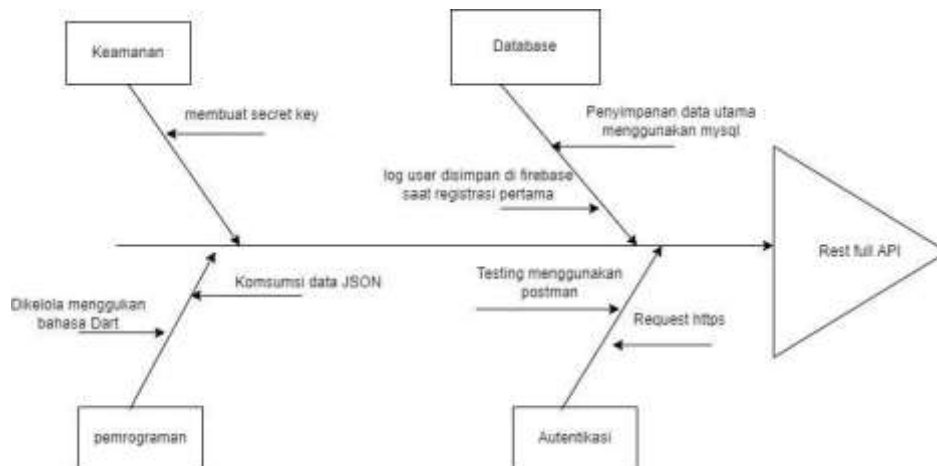 Keamanan
Database
membuat secret key
Penyimpanan data utama
menggunakan mysql
log user disimpan di firebase
saat registrasi pertama
Rest full API
Komsumsi data JSON
Dikelola menggukan
bahasa Dart
Testing menggunakan
postman
Request https
pemrograman
Autentikasi